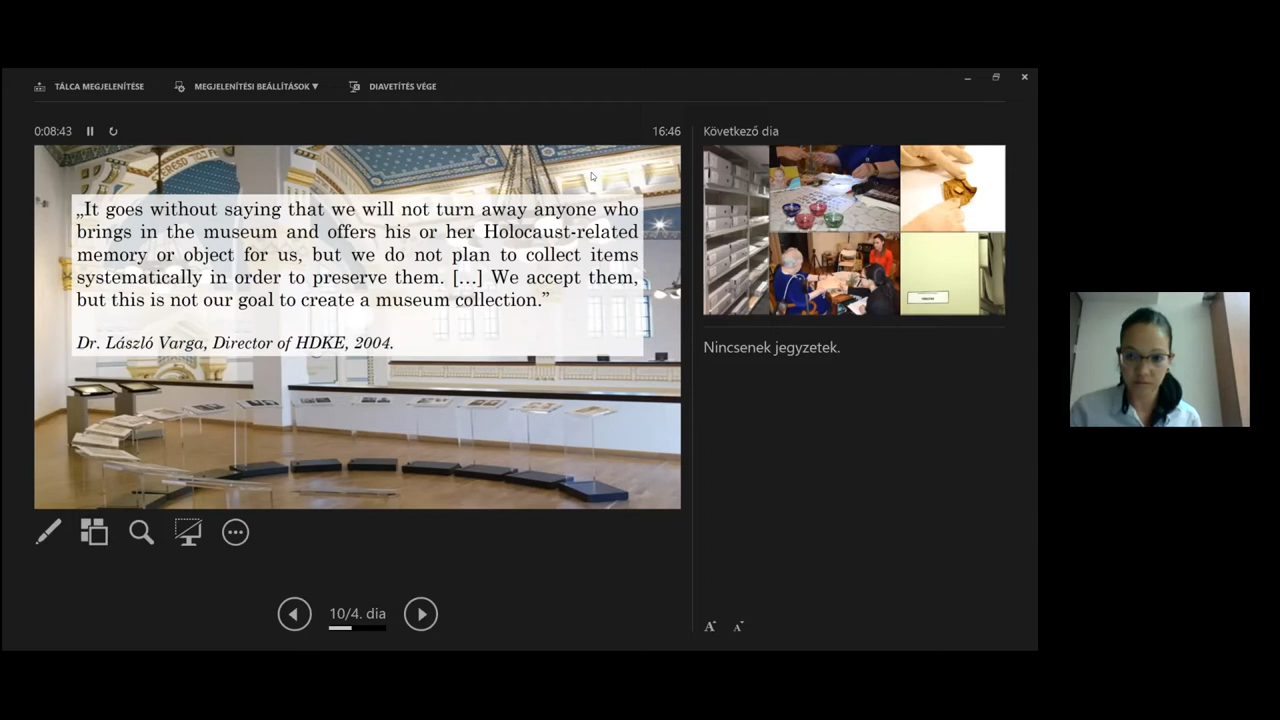 TÁLCA MEGJELENÍTÉSE
MEGJELENÍTÉSI BEÁLLÍTÁSOK ▼
DIAVETÍTÉS VÉGE
0:08:43
16:46
Következő dia
„It goes without saying that we will not turn away anyone who
brings in the museum and offers his or her Holocaust-related
memory or object for us, but we do not plan to collect items
systematically in order to preserve them. […] We accept them,
but this is not our goal to create a museum collection.”
Dr. László Varga, Director of HDKE, 2004.
Nincsenek jegyzetek.
10/4. dia
A
A